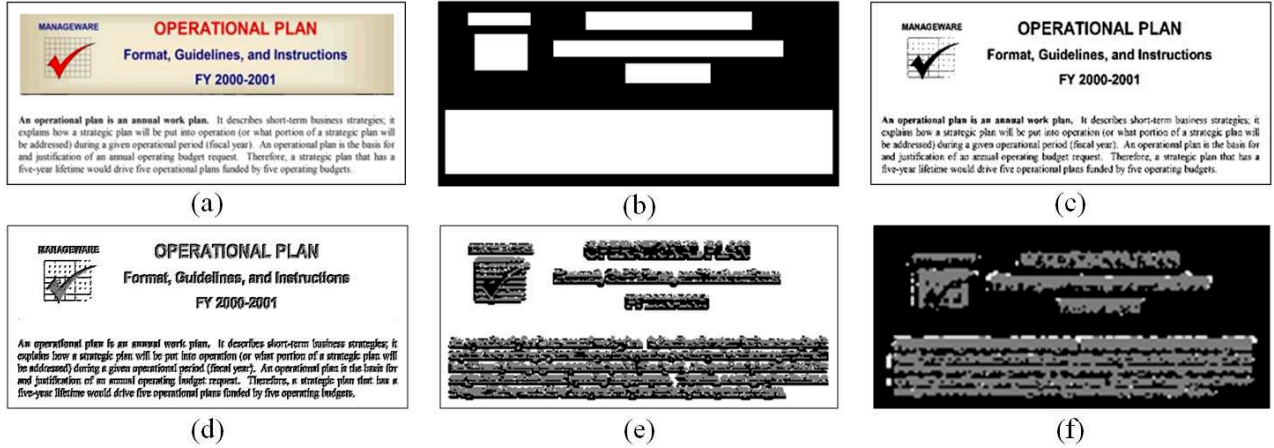 MANAGEWARE
OPERATIONAL PLAN
Format, Guidelines, and Instructions
FY 2000-2001
An operational plan is an annual work plan. It describes short-term business strategies; it
explains how a strategic plan will be put into operation (or what portion of a strategic plan will
be addressed) during a given operational period (fiscal year). An operational plan is the basis for
and justification of an annual operating budget request. Therefore, a strategic plan that has a
five-year lifetime would drive five operational plans funded by five operating budgets.
(a)
(b)
MANAGEWARE
OPERATIONAL PLAN
Format, Guidelines, and Instructions
FY 2000-2001
An operational plan is an annual work plan. It describes short-term business strategies; it
explains how a strategic plan will be put into operation (or what portion of a strategic plan will
be addressed) during a given operational period (fiscal year). An operational plan is the basis for
and justification of an annual operating budget request. Therefore, a strategic plan that has a
five-year lifetime would drive five operational plans funded by five operating budgets.
(c)
MANAGEWARE
OPERATIONAL PLAN
Format, Guidelines, and Instructions
FY 2000-2001
An operational plan is an annual work plan. It describes short-term business strategies; it
explains how a strategic plan will be put into operation (or what portion of a strategic plan will
be addressed) during a given operational period (fiscal year). An operational plan is the basis for
and justification of an annual operating budget request. Therefore, a strategic plan that has a
five-year lifetime would drive five operational plans funded by five operating budgets.
(d)
(e)
(f)